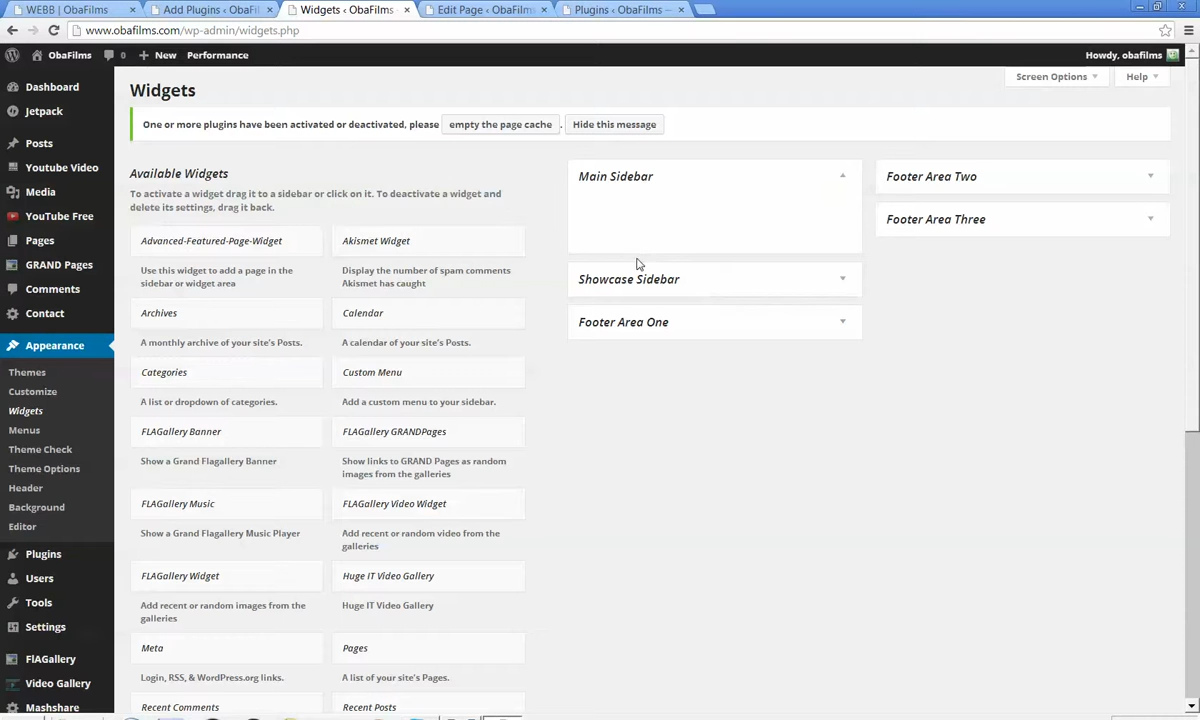 WEBB | ObaFilms
Add Plugins ‹ ObaFil
Widgets ‹ ObaFilms
Edit Page ‹ ObaFilms
Plugins ‹ ObaFilms —
www.obafilms.com/wp-admin/widgets.php
ObaFilms 0 + New Performance
Howdy, obafilms
Dashboard
Jetpack
Posts
Youtube Video
Media
YouTube Free
Pages
GRAND Pages
Comments
Contact
Appearance
Themes
Customize
Widgets
Menus
Theme Check
Theme Options
Header
Background
Editor
Plugins
Users
Tools
Settings
FlAGallery
Video Gallery
Mashshare
Screen Options
Help
Widgets
One or more plugins have been activated or deactivated, please empty the page cache . Hide this message
Available Widgets
To activate a widget drag it to a sidebar or click on it. To deactivate a widget and
delete its settings, drag it back.
Advanced-Featured-Page-Widget
Use this widget to add a page in the
sidebar or widget area
Akismet Widget
Display the number of spam comments
Akismet has caught
Archives
A monthly archive of your site's Posts.
Calendar
A calendar of your site's Posts.
Categories
A list or dropdown of categories.
Custom Menu
Add a custom menu to your sidebar.
FLAGallery Banner
Show a Grand Flagallery Banner
FLAGallery GRANDPages
Show links to GRAND Pages as random
images from the galleries
FLAGallery Music
Show a Grand Flagallery Music Player
FLAGallery Video Widget
Add recent or random video from the
galleries
FLAGallery Widget
Add recent or random images from the
galleries
Huge IT Video Gallery
Huge IT Video Gallery
Meta
Login, RSS, & WordPress.org links.
Pages
A list of your site's Pages.
Recent Comments
Recent Posts
Main Sidebar
Showcase Sidebar
Footer Area One
Footer Area Two
Footer Area Three